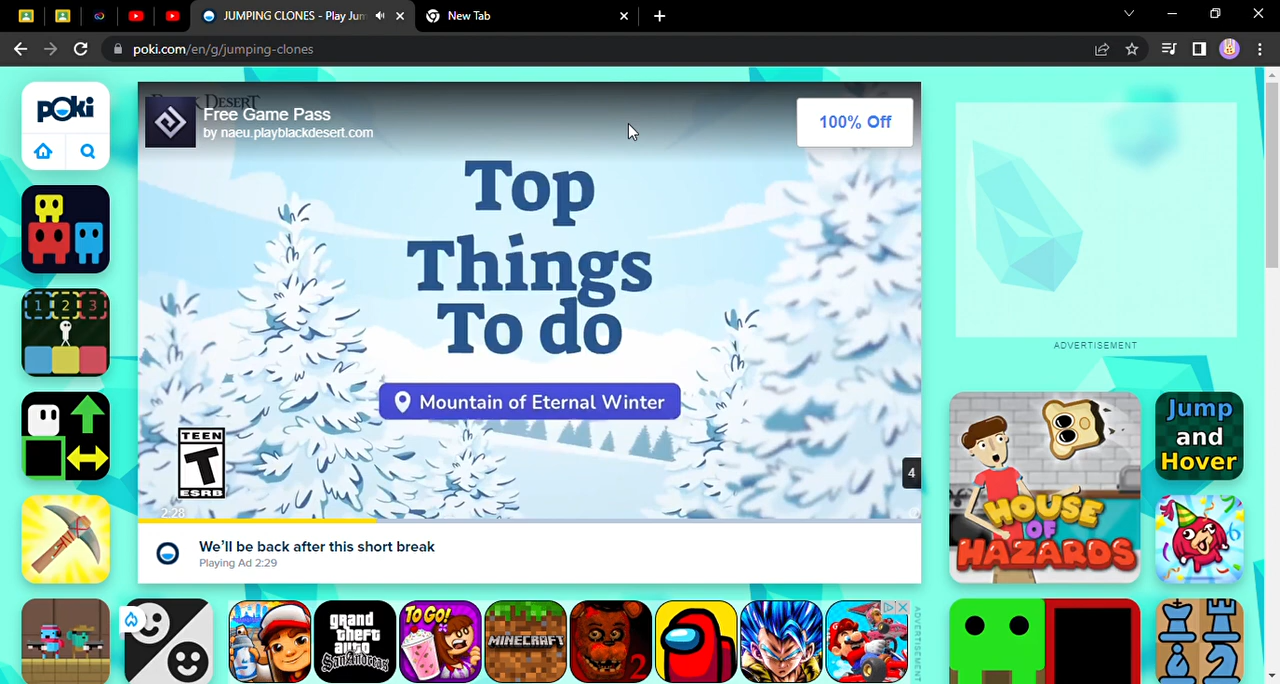 JUMPING CLONES - Play Jum
New Tab
poki.com/en/g/jumping-clones
poki
Free Game Pass
by naeu.playblackdesert.com
100% Off
Top
Things
To do
Mountain of Eternal Winter
TEEN
T
ESRB
2:28
4
We'll be back after this short break
Playing Ad 2:29
ADVERTISEMENT
1 2 3
HOUSE
OF
HAZARDS
Jump
and
Hover
grand
theft
auto
San Andreas
TO GO!
MINECRAFT
2
ADVERTISEMENT